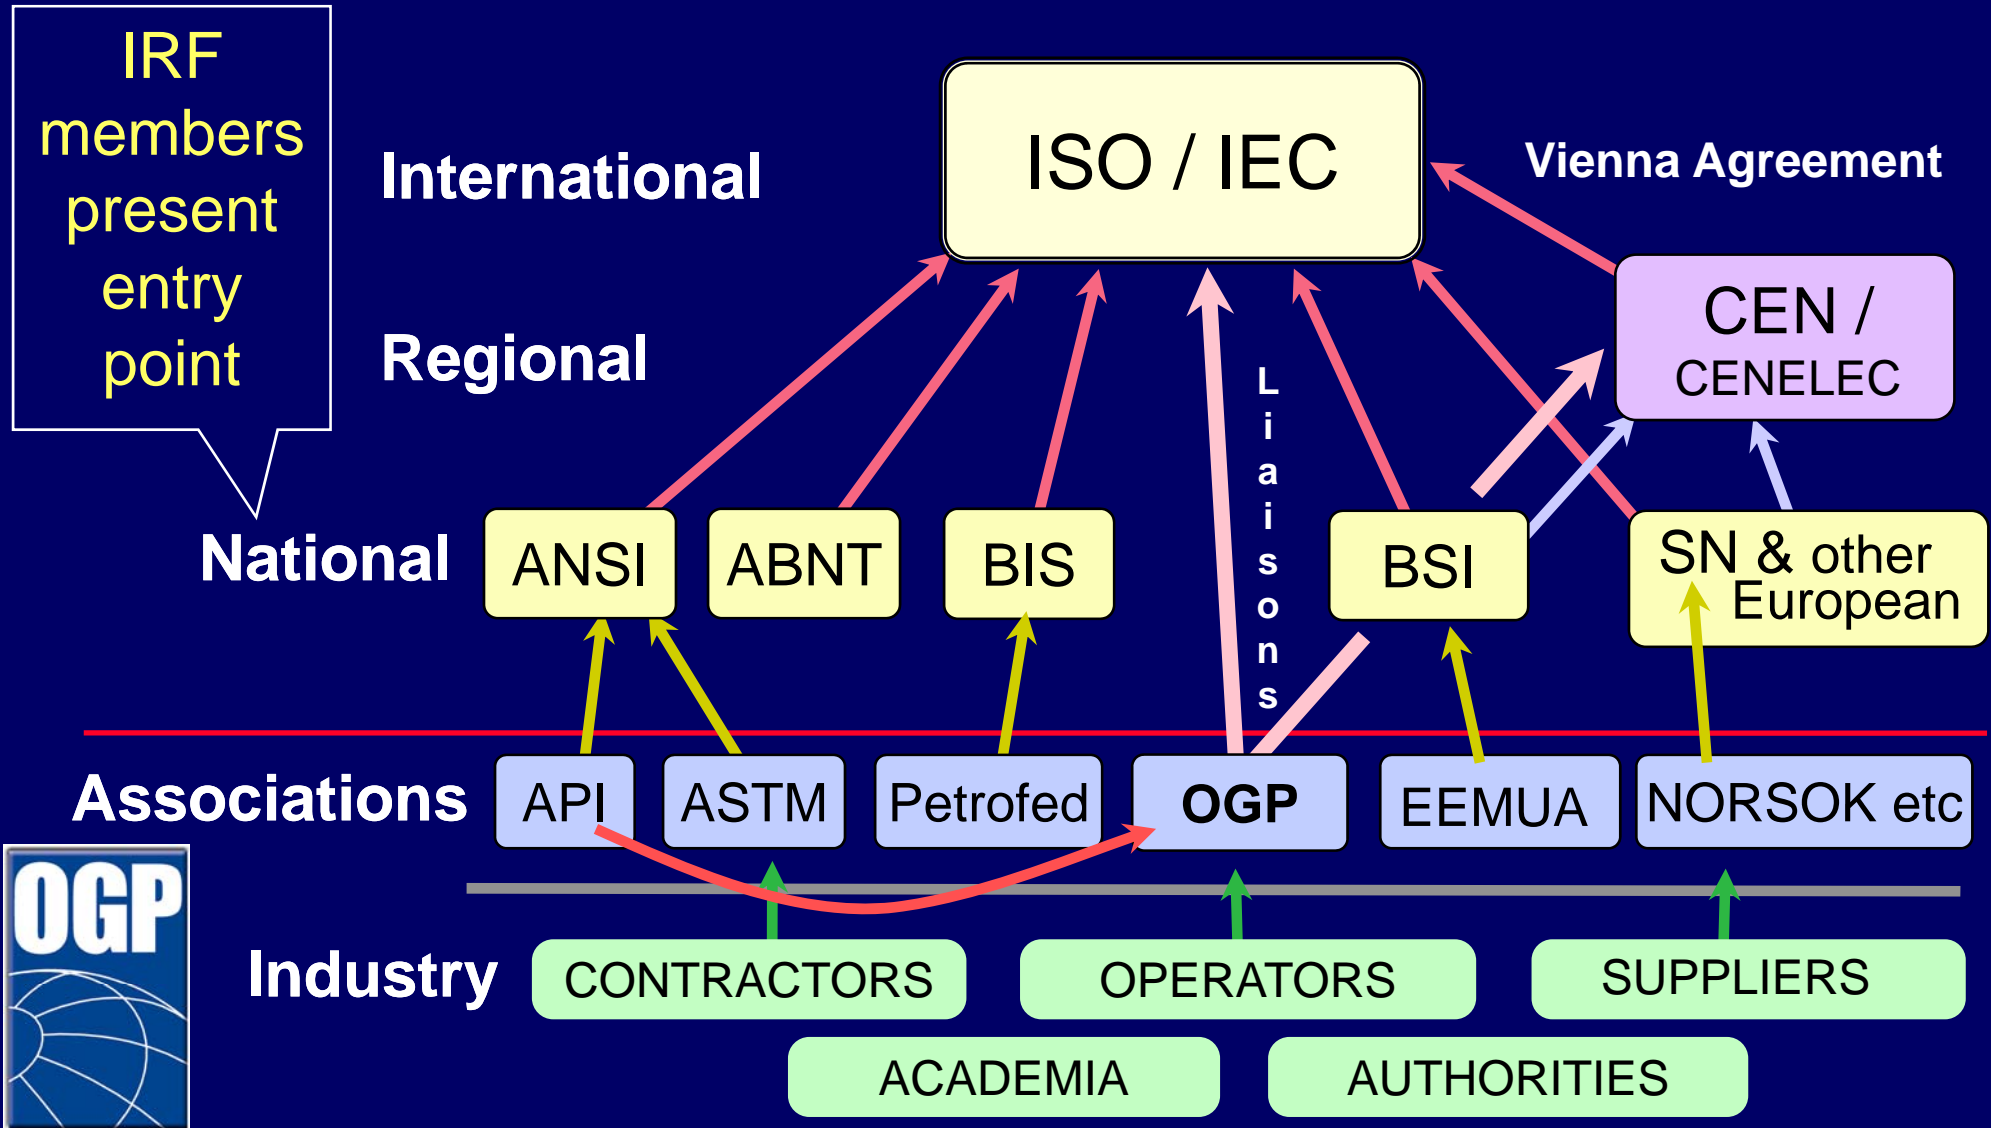 IRF
members
present
entry
point
International
ISO / IEC
Vienna Agreement
Regional
CEN /
CENELEC
Liaisons
National
ANSI
ABNT
BIS
BSI
SN & other
European
Associations
API
ASTM
Petrofed
OGP
EEMUA
NORSOK etc
OGP
Industry
CONTRACTORS
OPERATORS
SUPPLIERS
ACADEMIA
AUTHORITIES